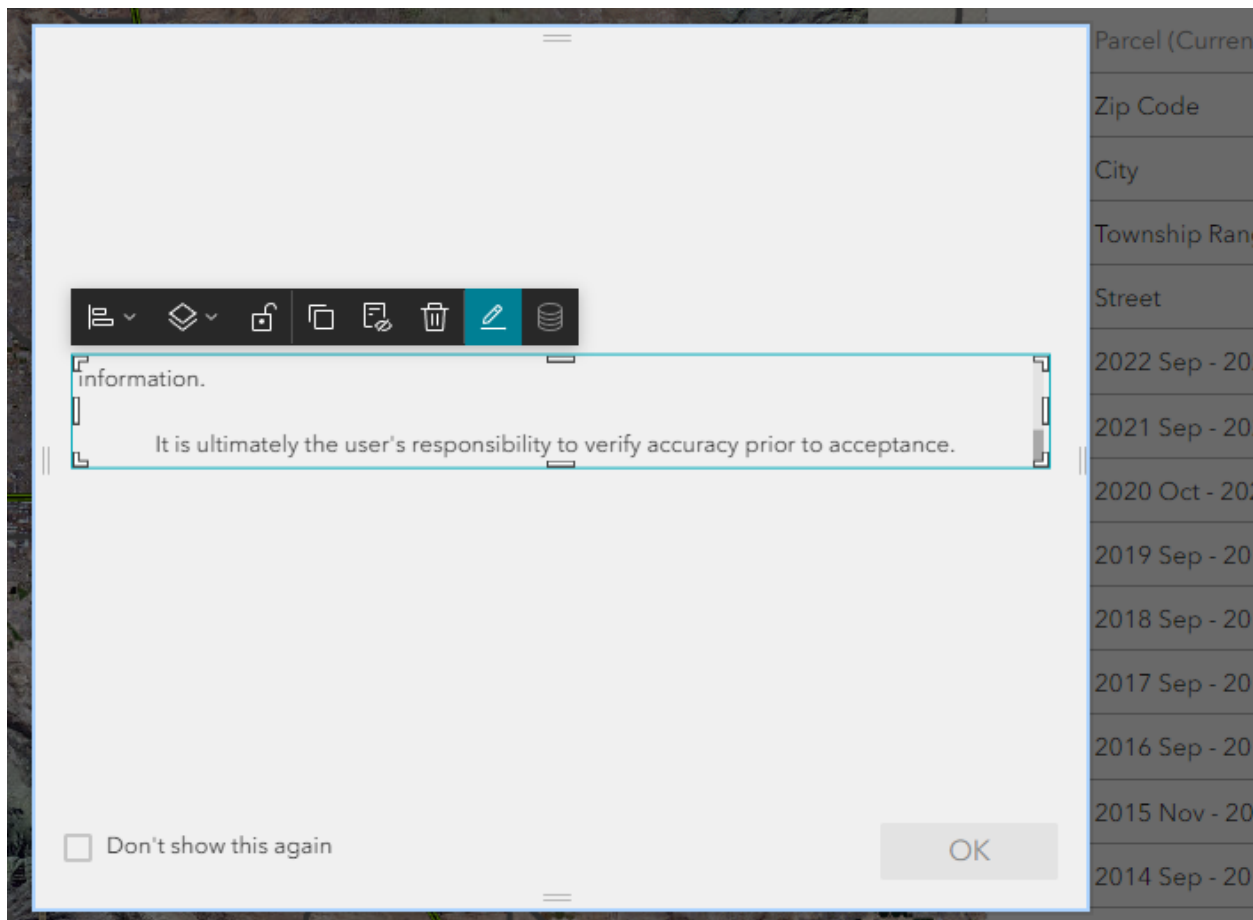 Parcel (Curren
Zip Code
City
Township Ran
Street
information.
It is ultimately the user's responsibility to verify accuracy prior to acceptance.
2022 Sep - 20
2021 Sep - 20
2020 Oct - 202
2019 Sep - 20
2018 Sep - 20
2017 Sep - 20
2016 Sep - 20
2015 Nov - 20
2014 Sep - 20
Don't show this again
OK